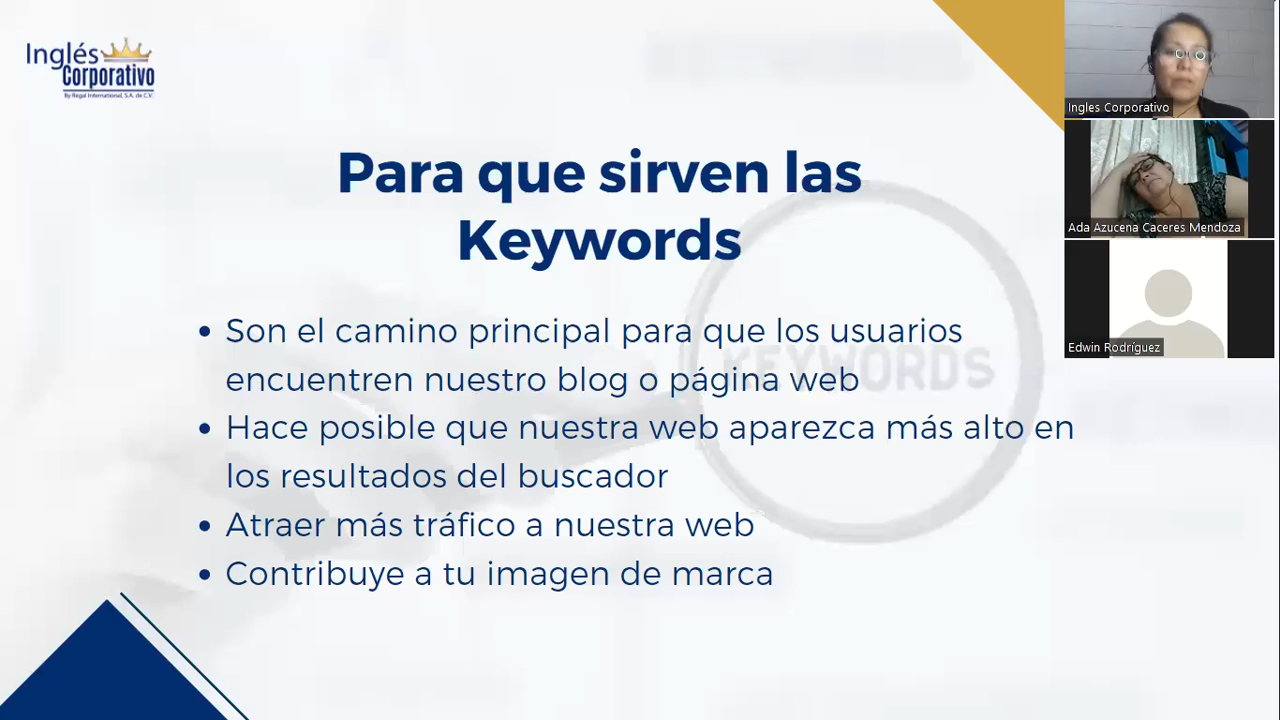 Inglés
Corporativo
By Regal International, S.A. de C.V.
Para que sirven las
Keywords
• Son el camino principal para que los usuarios
encuentren nuestro blog o página web
• Hace posible que nuestra web aparezca más alto en
los resultados del buscador
• Atraer más tráfico a nuestra web
• Contribuye a tu imagen de marca
KEYWORDS
Ingles Corporativo
Ada Azucena Caceres Mendoza
Edwin Rodríguez